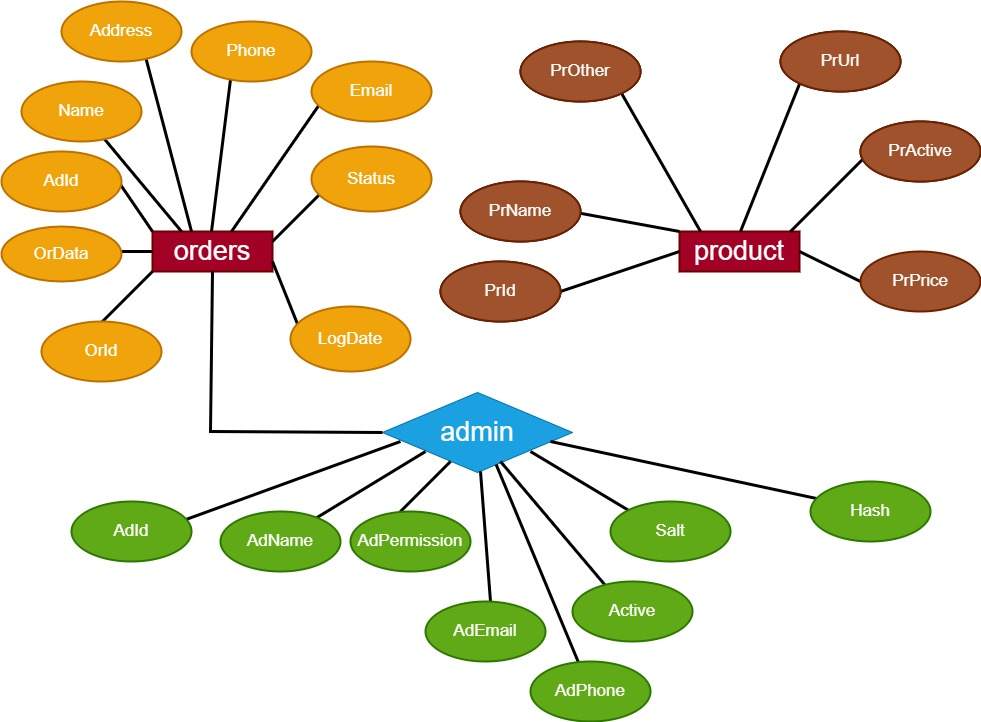 Address
Phone
Email
Name
AdId
Status
orders
OrData
OrId
LogDate
PrOther
PrUrl
PrActive
PrName
product
PrId
PrPrice
admin
AdId
AdName
AdPermission
Salt
Hash
AdEmail
Active
AdPhone